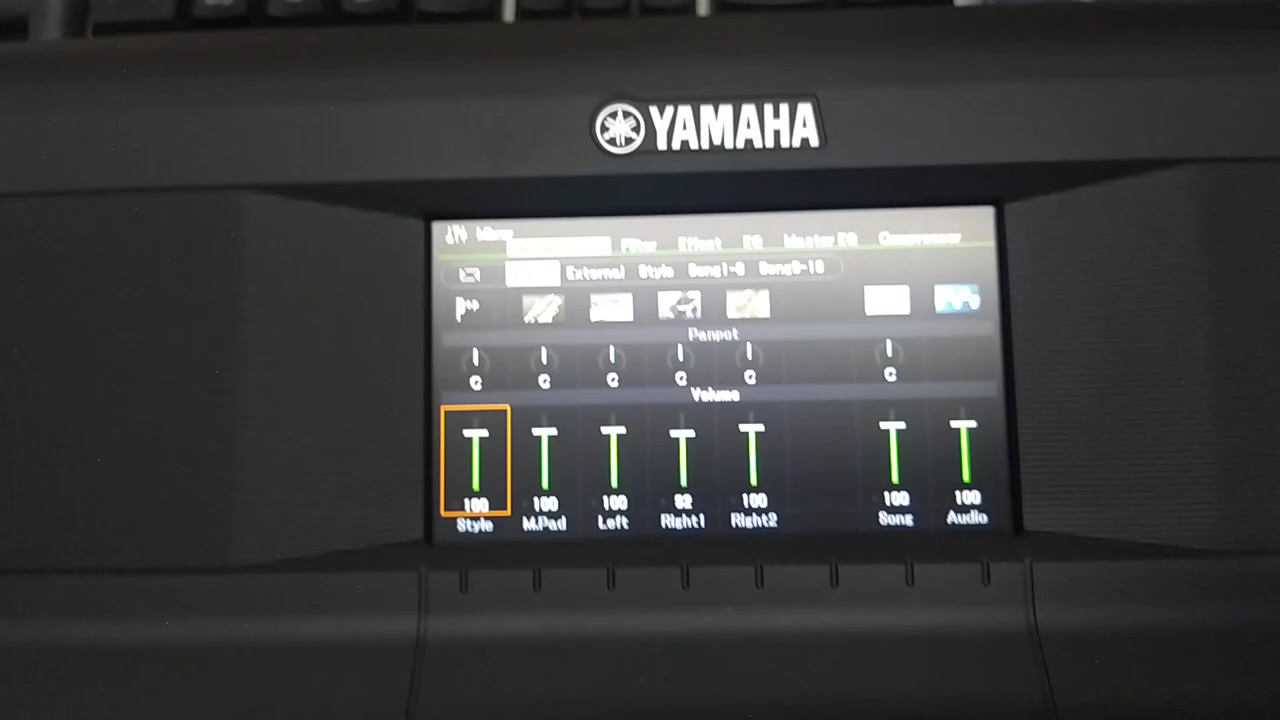 YAMAHA
Mixer
Filter Effect EQ Master EQ Compressor
External Style Song1-8 Song9-16
Panpot
C C C C C C
Volume
100 100 100 82 100 100 100
Style M.Pad Left Right1 Right2 Song Audio